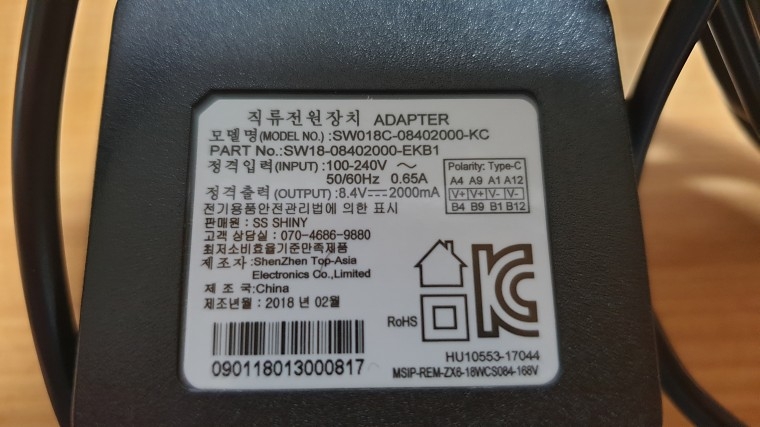 직류전원장치 ADAPTER
모델명(MODEL NO.) :SW018C-08402000-KC
PART No.:SW18-08402000-EKB1
정격입력(INPUT) :100-240V ~
50/60Hz 0.65A
정격출력(OUTPUT) :8.4V⎓2000mA
전기용품안전관리법에 의한 표시
판매원 : SS SHINY
고객 상담실 : 070-4686-9880
최저소비효율기준만족제품
제조자 :ShenZhen Top-Asia
Electronics Co.,Limited
제 조 국:China
제조년월 : 2018 년 02월
Polarity: Type-C
A4 A9 A1 A12
V+ V+ V- V-
B4 B9 B1 B12
RoHS
KC
HU10553-17044
MSIP-REM-ZX6-18WCS084-168V
090118013000817